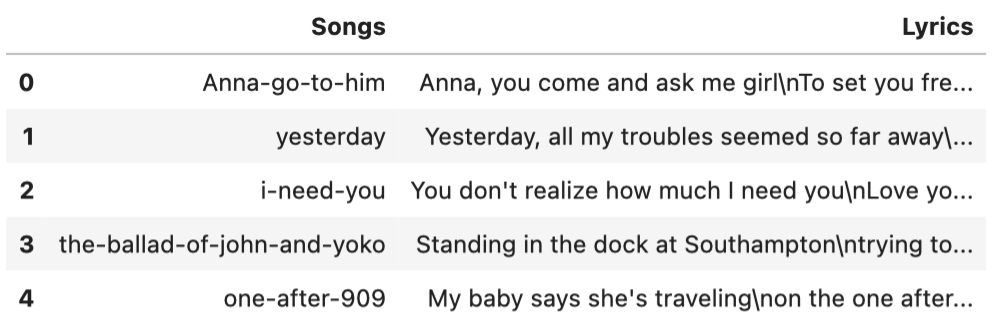 Songs Lyrics
0 Anna-go-to-him Anna, you come and ask me girl\nTo set you fre...
1 yesterday Yesterday, all my troubles seemed so far away\...
2 i-need-you You don't realize how much I need you\nLove yo...
3 the-ballad-of-john-and-yoko Standing in the dock at Southampton\ntrying to...
4 one-after-909 My baby says she's traveling\non the one after...